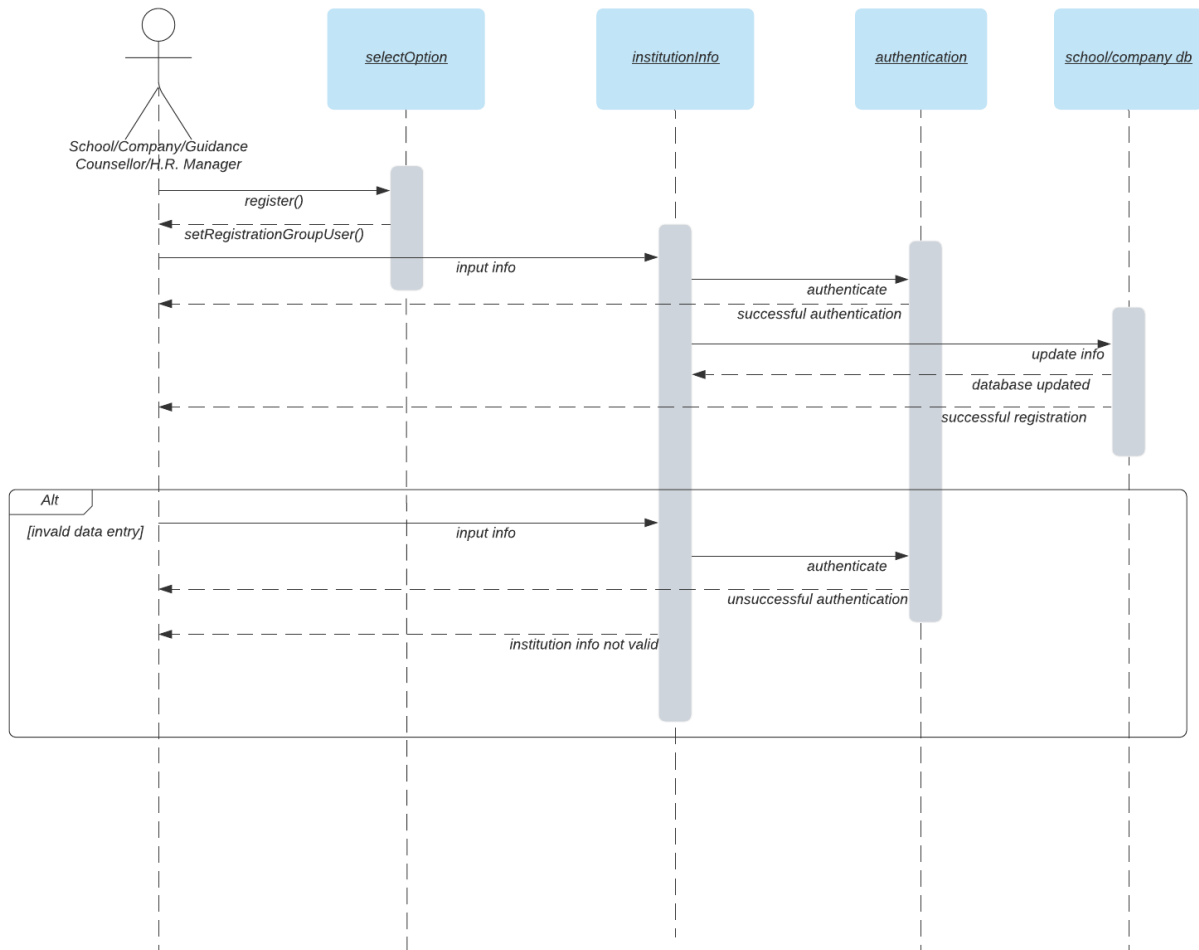 selectOption
institutionInfo
authentication
school/company db
School/Company/Guidance
Counsellor/H.R. Manager
register()
setRegistrationGroupUser()
input info
authenticate
successful authentication
update info
database updated
successful registration
Alt
[invald data entry]
input info
authenticate
unsuccessful authentication
institution info not valid